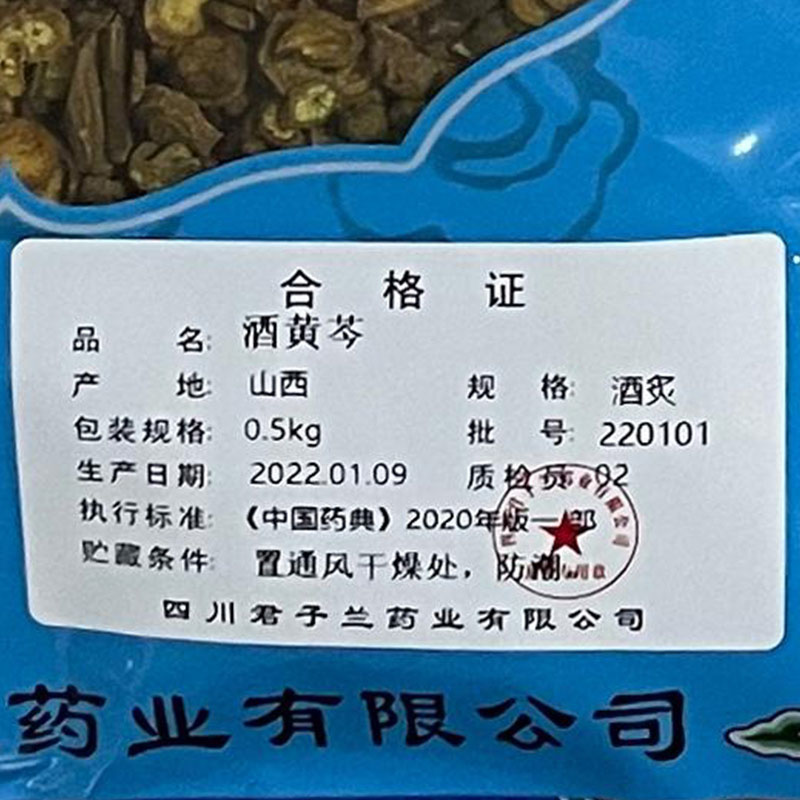 合格证
品名: 酒黄芩
产地: 山西 规格: 酒炙
包装规格: 0.5kg 批号: 220101
生产日期: 2022.01.09 质检员: 02
执行标准: 《中国药典》2020年版一部
贮藏条件: 置通风干燥处，防潮。
四川君子兰药业有限公司
药业有限公司